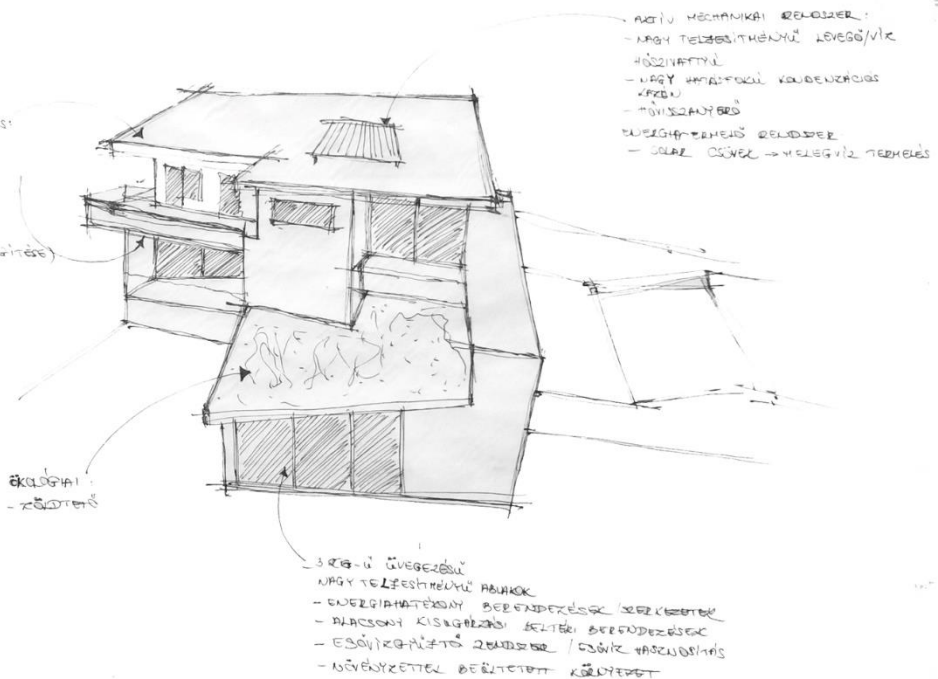 AKTÍV MECHANIKAI RENDSZER:
- NAGY TELJESÍTMÉNYŰ LEVEGŐ/VÍZ
HŐSZIVATTYÚ
- NAGY HATÁSFOKÚ KONDENZÁCIÓS
KAZÁN
- HŐVISSZANYERŐ
ENERGIATERMELŐ RENDSZER
- SOLAR CSÖVEK → MELEGVÍZ TERMELÉS
ÖKOLÓGIAI:
- ZÖLDTETŐ
- 3 RTG-Ű ÜVEGEZÉSŰ
NAGY TELJESÍTMÉNYŰ ABLAKOK
- ENERGIAHATÉKONY BERENDEZÉSEK/SZERKEZETEK
- ALACSONY KISUGÁRZÁSI BELTÉRI BERENDEZÉSEK
- ESŐVÍZGYŰJTŐ RENDSZER / ESŐVÍZ HASZNOSÍTÁS
- NÖVÉNYZETTEL BEÜLTETETT KÖRNYEZET